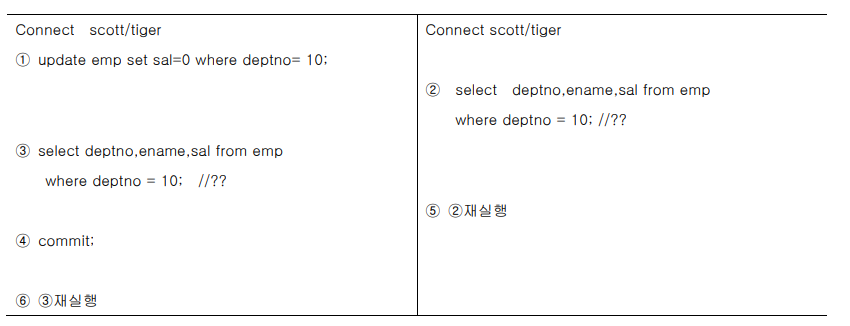 Connect scott/tiger
① update emp set sal=0 where deptno= 10;
③ select deptno,ename,sal from emp
where deptno = 10; //??
④ commit;
⑥ ③재실행
Connect scott/tiger
② select deptno,ename,sal from emp
where deptno = 10; //??
⑤ ②재실행